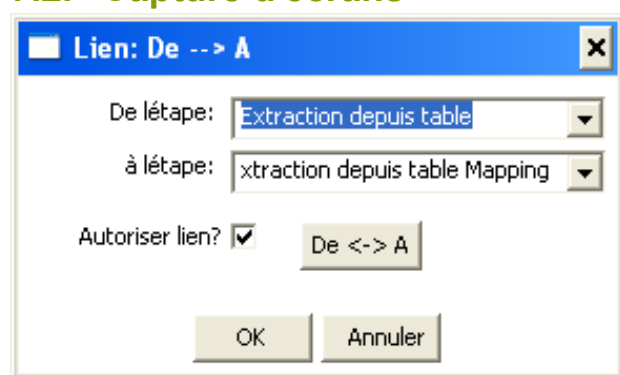 Lien: De --> A
De létape: Extraction depuis table
à létape: xtraction depuis table Mapping
Autoriser lien? De <-> A
OK Annuler